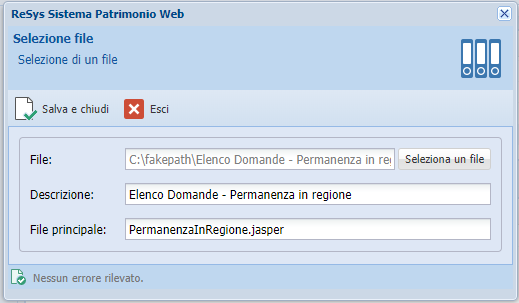 ReSys Sistema Patrimonio Web
Selezione file
Selezione di un file
Salva e chiudi Esci
File: C:\fakepath\Elenco Domande - Permanenza in re Seleziona un file
Descrizione: Elenco Domande - Permanenza in regione
File principale: PermanenzaInRegione.jasper
Nessun errore rilevato.